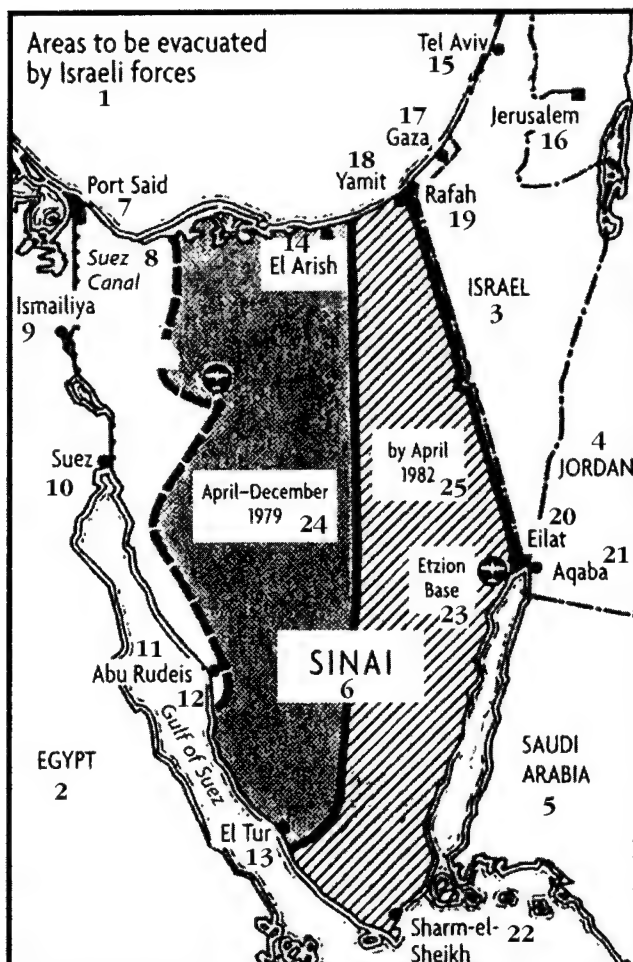 Areas to be evacuated
by Israeli forces
1
Tel Aviv
15
17
Gaza
Jerusalem
16
18
Yamit
Port Said
7
Rafah
19
Suez
Canal
8
14
El Arish
Ismailiya
9
ISRAEL
3
Suez
10
by April
1982 25
4
JORDAN
April–December
1979 24
20
Eilat
21
Aqaba
Etzion
Base
23
11
Abu Rudeis
12
SINAI
6
Gulf of Suez
EGYPT
2
SAUDI
ARABIA
5
El Tur
13
Sharm-el-
Sheikh
22